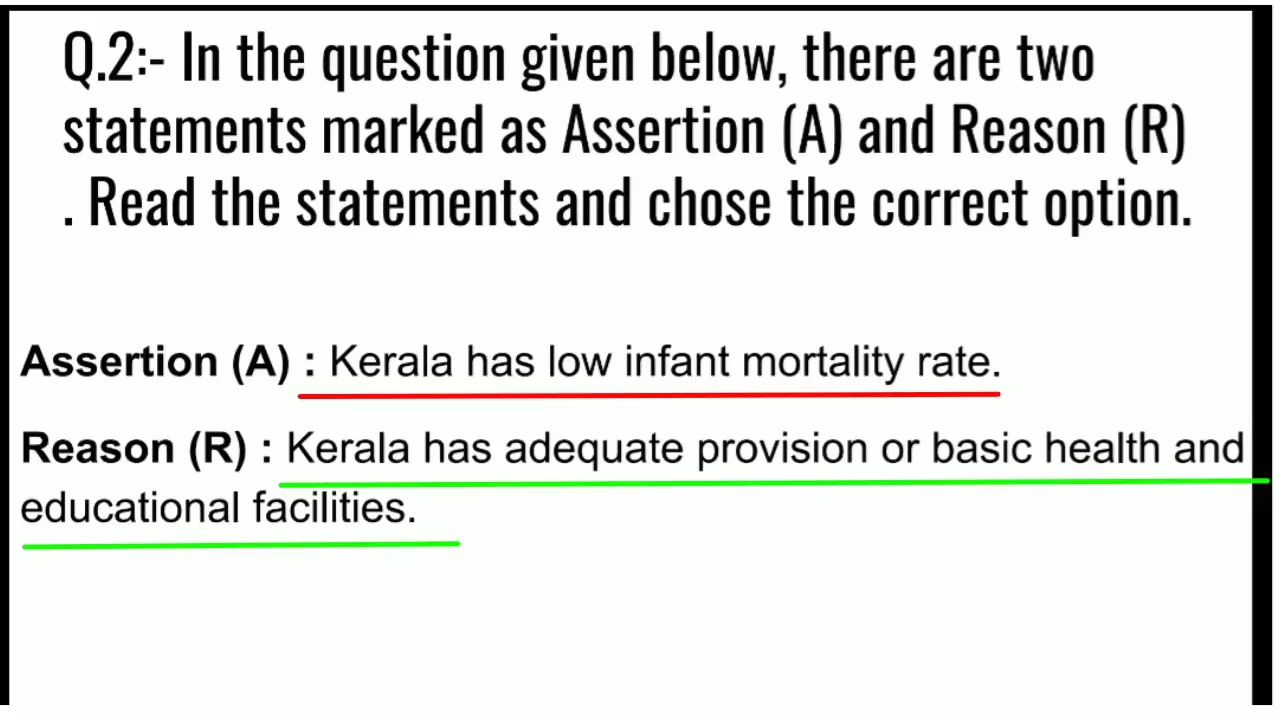 Q.2:- In the question given below, there are two
statements marked as Assertion (A) and Reason (R)
. Read the statements and chose the correct option.
Assertion (A) : Kerala has low infant mortality rate.
Reason (R) : Kerala has adequate provision or basic health and
educational facilities.